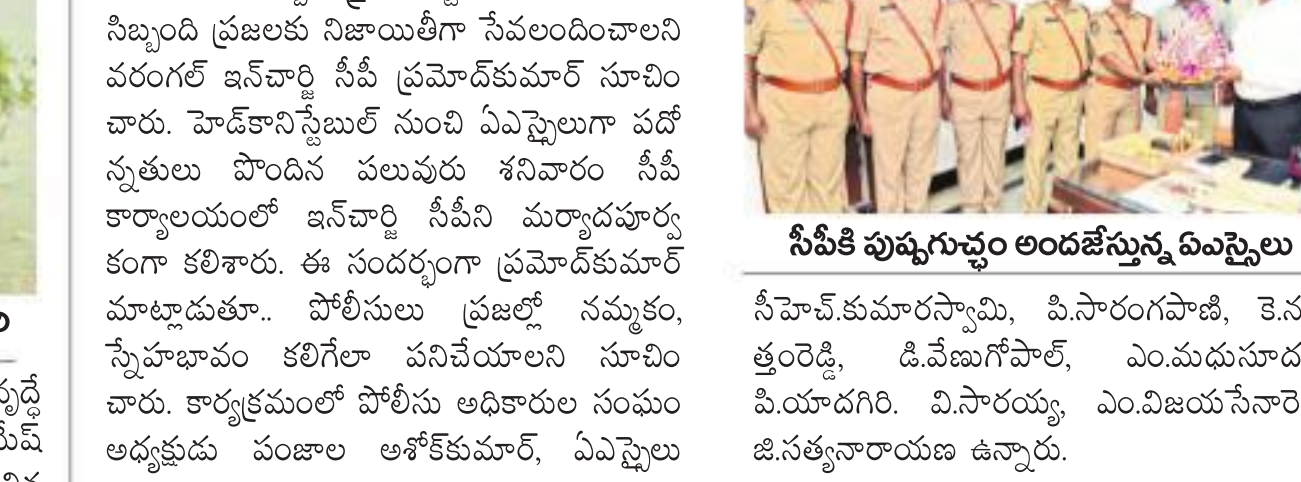 సిబ్బంది ప్రజలకు నిజాయితీగా సేవలందించాలని
వరంగల్ ఇన్‌చార్జి సీపీ ప్రమోద్‌కుమార్ సూచిం
చారు. హెడ్‌కానిస్టేబుల్ నుంచి ఏఎస్సైలుగా పదో
న్నతులు పొందిన పలువురు శనివారం సీపీ
కార్యాలయంలో ఇన్‌చార్జి సీపీని మర్యాదపూర్వ
కంగా కలిశారు. ఈ సందర్భంగా ప్రమోద్‌కుమార్
మాట్లాడుతూ.. పోలీసులు ప్రజల్లో నమ్మకం,
స్నేహభావం కలిగేలా పనిచేయాలని సూచిం
చారు. కార్యక్రమంలో పోలీసు అధికారుల సంఘం
అధ్యక్షుడు పంజాల అశోక్‌కుమార్, ఏఎస్సైలు
సీపీకి పుష్పగుచ్ఛం అందజేస్తున్న ఏఎస్సైలు
సీహెచ్.కుమారస్వామి, పి.సారంగపాణి, కె.న
త్తంరెడ్డి, డి.వేణుగోపాల్, ఎం.మధుసూద
పి.యాదగిరి. వి.సారయ్య, ఎం.విజయసేనారె
జి.సత్యనారాయణ ఉన్నారు.